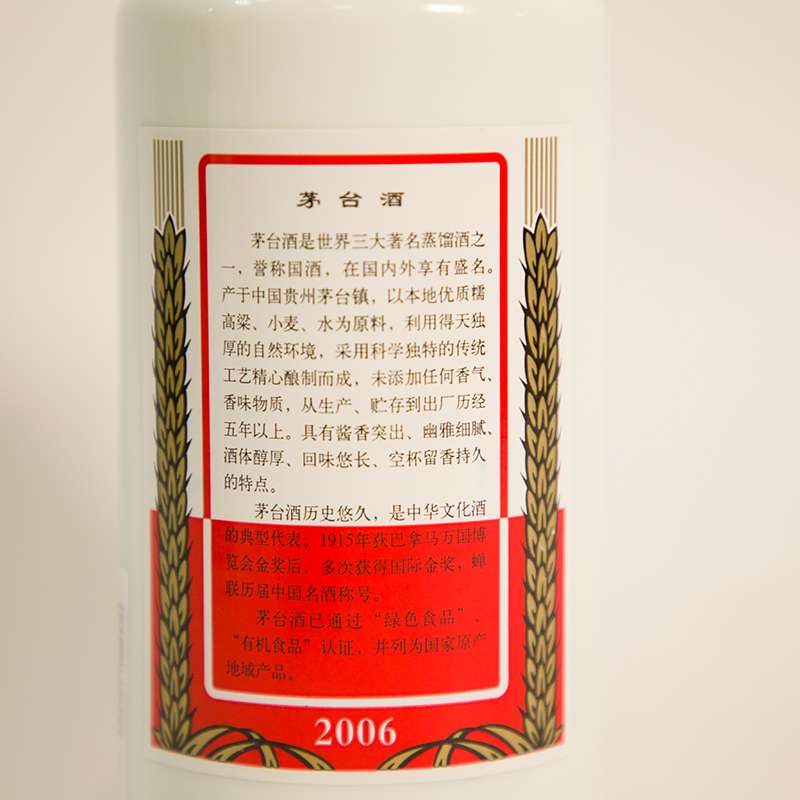 茅台酒
茅台酒是世界三大著名蒸馏酒之
一，誉称国酒，在国内外享有盛名。
产于中国贵州茅台镇，以本地优质糯
高梁、小麦、水为原料，利用得天独
厚的自然环境，采用科学独特的传统
工艺精心酿制而成，未添加任何香气、
香味物质，从生产、贮存到出厂历经
五年以上。具有酱香突出、幽雅细腻、
酒体醇厚、回味悠长、空杯留香持久
的特点。
茅台酒历史悠久，是中华文化酒
的典型代表。1915年获巴拿马万国博
览会金奖后、多次获得国际金奖，蝉
联历届中国名酒称号。
茅台酒已通过“绿色食品”、
“有机食品”认证，并列为国家原产
地域产品。
2006